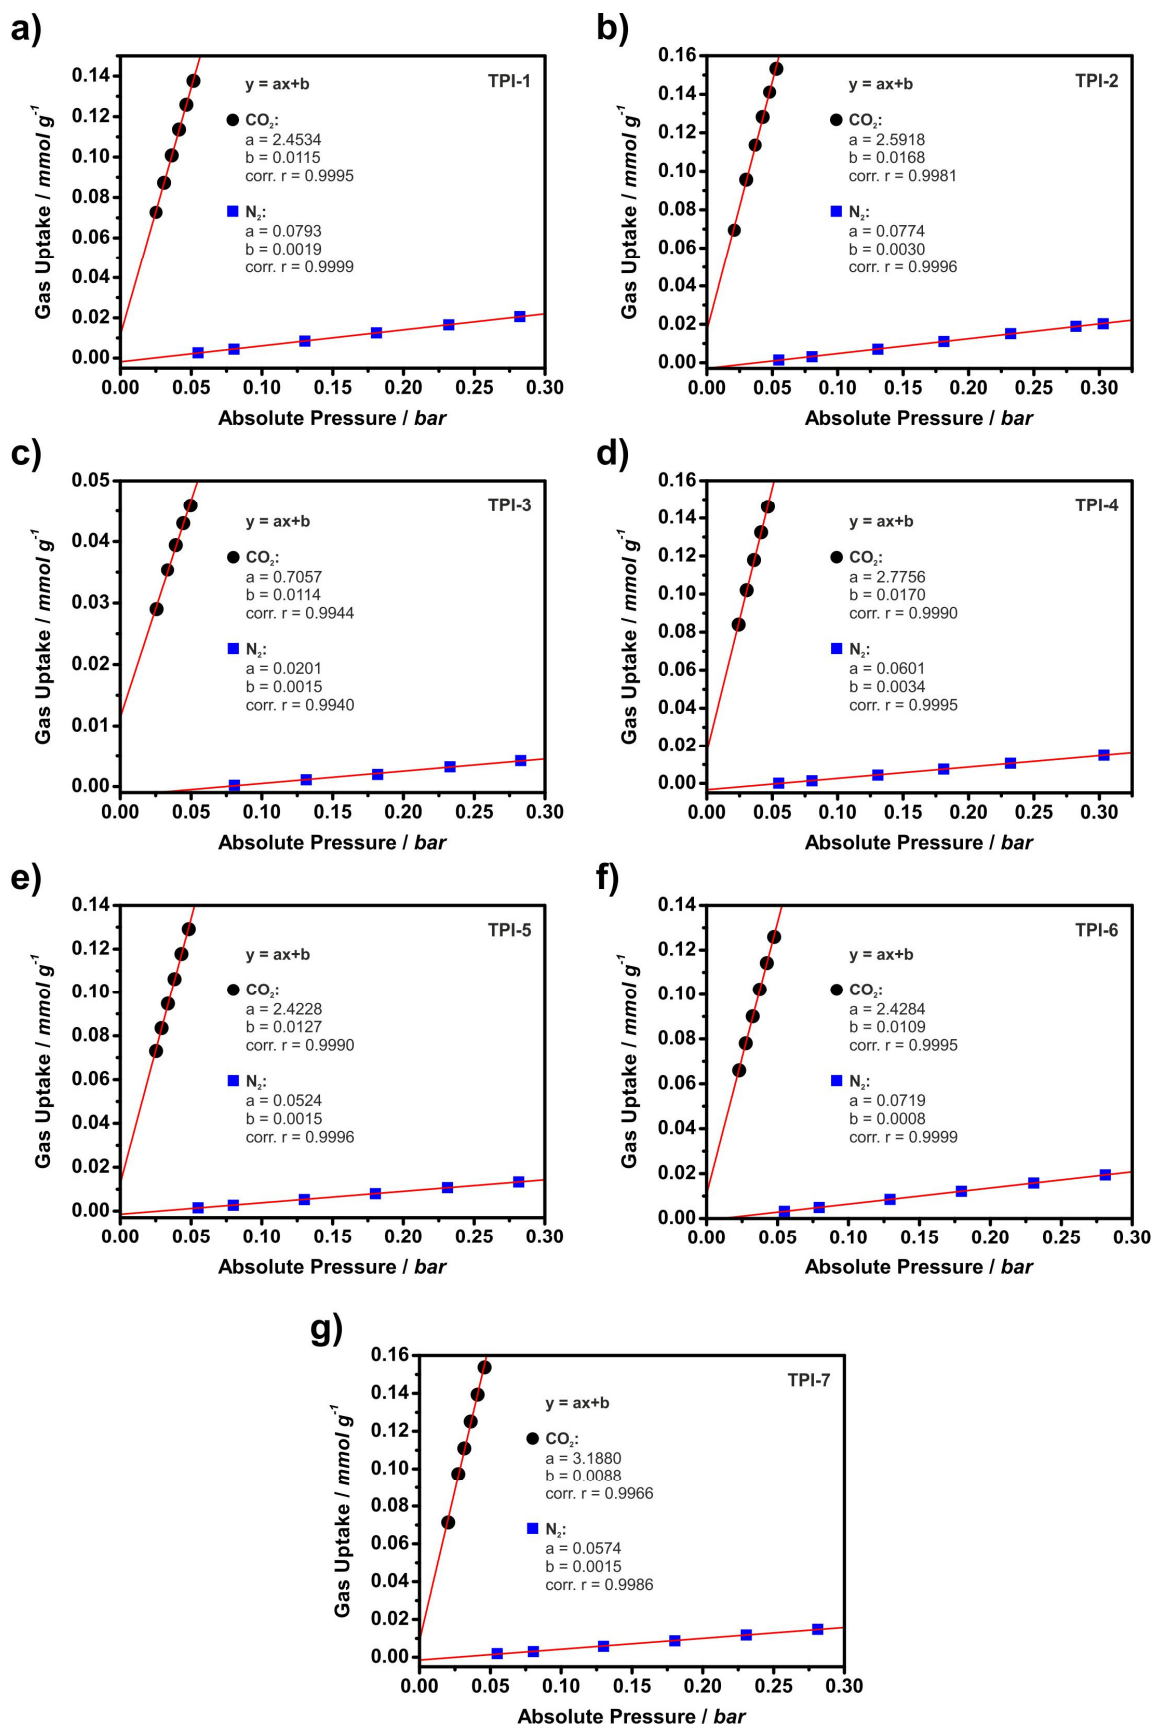 a)
TPI-1
y = ax+b
CO₂:
a = 2.4534
b = 0.0115
corr. r = 0.9995
N₂:
a = 0.0793
b = 0.0019
corr. r = 0.9999
0.14
0.12
0.10
0.08
0.06
0.04
0.02
0.00
0.00 0.05 0.10 0.15 0.20 0.25 0.30
Gas Uptake / mmol g⁻¹
Absolute Pressure / bar
b)
TPI-2
y = ax+b
CO₂:
a = 2.5918
b = 0.0168
corr. r = 0.9981
N₂:
a = 0.0774
b = 0.0030
corr. r = 0.9996
0.16
0.14
0.12
0.10
0.08
0.06
0.04
0.02
0.00
0.00 0.05 0.10 0.15 0.20 0.25 0.30
Gas Uptake / mmol g⁻¹
Absolute Pressure / bar
c)
TPI-3
y = ax+b
CO₂:
a = 0.7057
b = 0.0114
corr. r = 0.9944
N₂:
a = 0.0201
b = 0.0015
corr. r = 0.9940
0.05
0.04
0.03
0.02
0.01
0.00
0.00 0.05 0.10 0.15 0.20 0.25 0.30
Gas Uptake / mmol g⁻¹
Absolute Pressure / bar
d)
TPI-4
y = ax+b
CO₂:
a = 2.7756
b = 0.0170
corr. r = 0.9990
N₂:
a = 0.0601
b = 0.0034
corr. r = 0.9995
0.16
0.14
0.12
0.10
0.08
0.06
0.04
0.02
0.00
0.00 0.05 0.10 0.15 0.20 0.25 0.30
Gas Uptake / mmol g⁻¹
Absolute Pressure / bar
e)
TPI-5
y = ax+b
CO₂:
a = 2.4228
b = 0.0127
corr. r = 0.9990
N₂:
a = 0.0524
b = 0.0015
corr. r = 0.9996
0.14
0.12
0.10
0.08
0.06
0.04
0.02
0.00
0.00 0.05 0.10 0.15 0.20 0.25 0.30
Gas Uptake / mmol g⁻¹
Absolute Pressure / bar
f)
TPI-6
y = ax+b
CO₂:
a = 2.4284
b = 0.0109
corr. r = 0.9995
N₂:
a = 0.0719
b = 0.0008
corr. r = 0.9999
0.14
0.12
0.10
0.08
0.06
0.04
0.02
0.00
0.00 0.05 0.10 0.15 0.20 0.25 0.30
Gas Uptake / mmol g⁻¹
Absolute Pressure / bar
g)
TPI-7
y = ax+b
CO₂:
a = 3.1880
b = 0.0088
corr. r = 0.9966
N₂:
a = 0.0574
b = 0.0015
corr. r = 0.9986
0.16
0.14
0.12
0.10
0.08
0.06
0.04
0.02
0.00
0.00 0.05 0.10 0.15 0.20 0.25 0.30
Gas Uptake / mmol g⁻¹
Absolute Pressure / bar